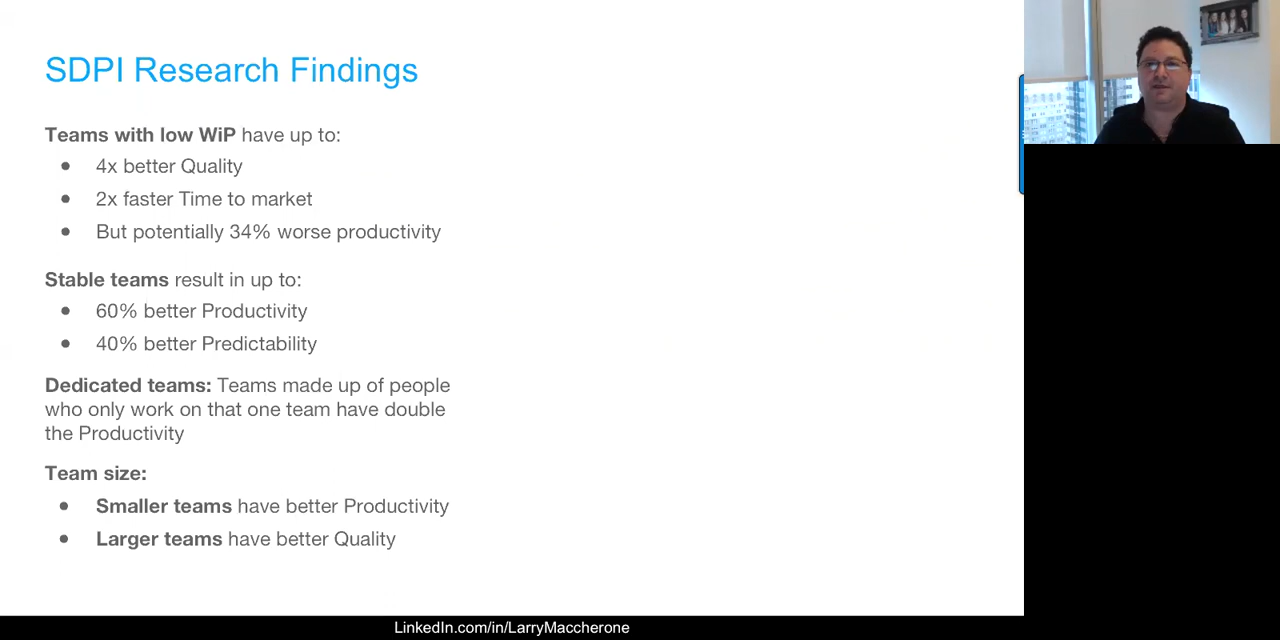 SDPI Research Findings
Teams with low WiP have up to:
● 4x better Quality
● 2x faster Time to market
● But potentially 34% worse productivity
Stable teams result in up to:
● 60% better Productivity
● 40% better Predictability
Dedicated teams: Teams made up of people
who only work on that one team have double
the Productivity
Team size:
● Smaller teams have better Productivity
● Larger teams have better Quality
LinkedIn.com/in/LarryMaccherone